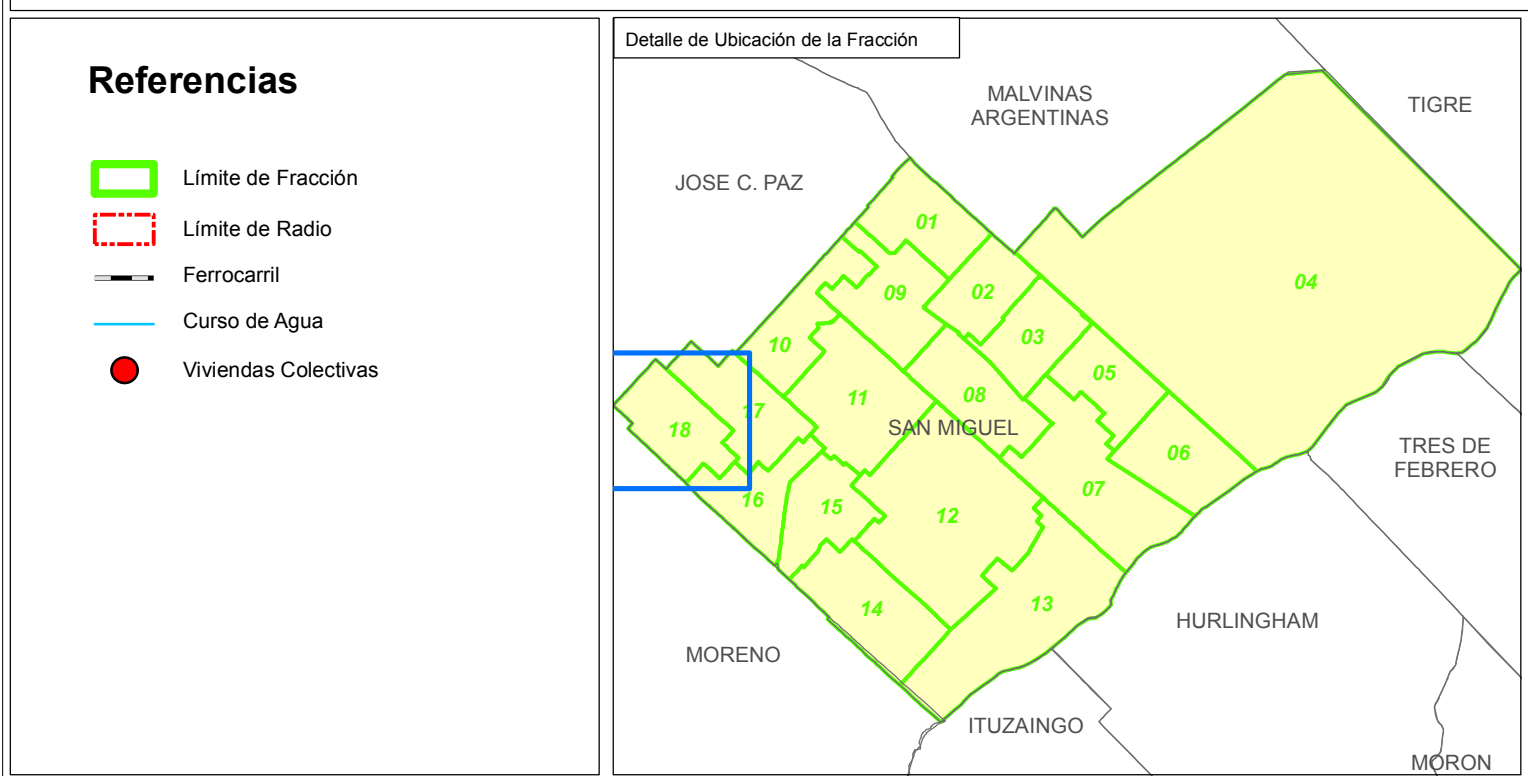 Referencias
Límite de Fracción
Límite de Radio
Ferrocarril
Curso de Agua
Viviendas Colectivas
Detalle de Ubicación de la Fracción
MALVINAS
ARGENTINAS
TIGRE
JOSE C. PAZ
01
04
09
02
03
10
05
11
08
17
SAN MIGUEL
18
06
TRES DE
FEBRERO
07
16
15
12
14
13
HURLINGHAM
MORENO
ITUZAINGO
MORON